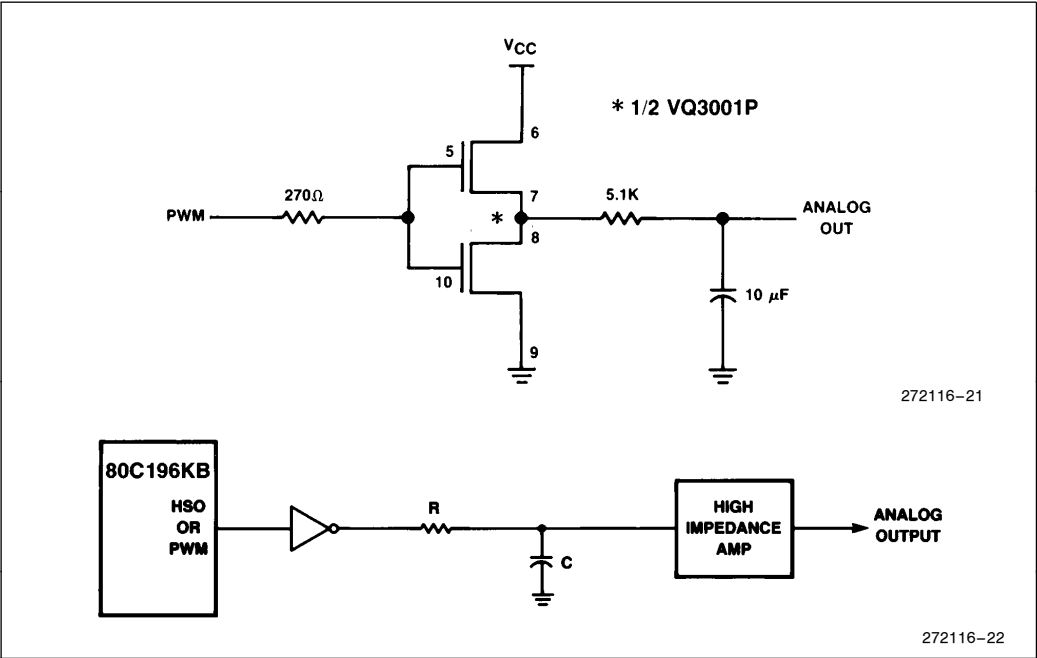 VCC
* 1/2 VQ3001P
6
5
270Ω
7
5.1K
PWM
*
ANALOG
OUT
8
10
10 μF
9
272116-21
80C196KB
HSO
OR
PWM
R
C
HIGH
IMPEDANCE
AMP
ANALOG
OUTPUT
272116-22